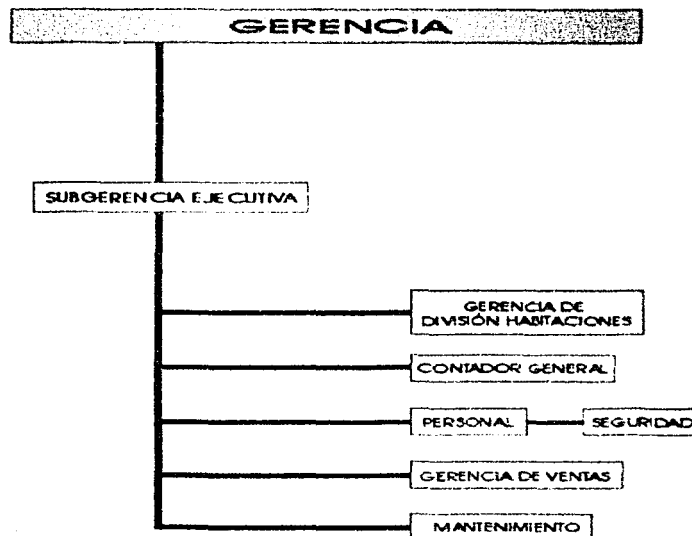 GERENCIA
SUBGERENCIA EJECUTIVA
GERENCIA DE
DIVISIÓN HABITACIONES
CONTADOR GENERAL
PERSONAL
SEGURIDAD
GERENCIA DE VENTAS
MANTENIMIENTO